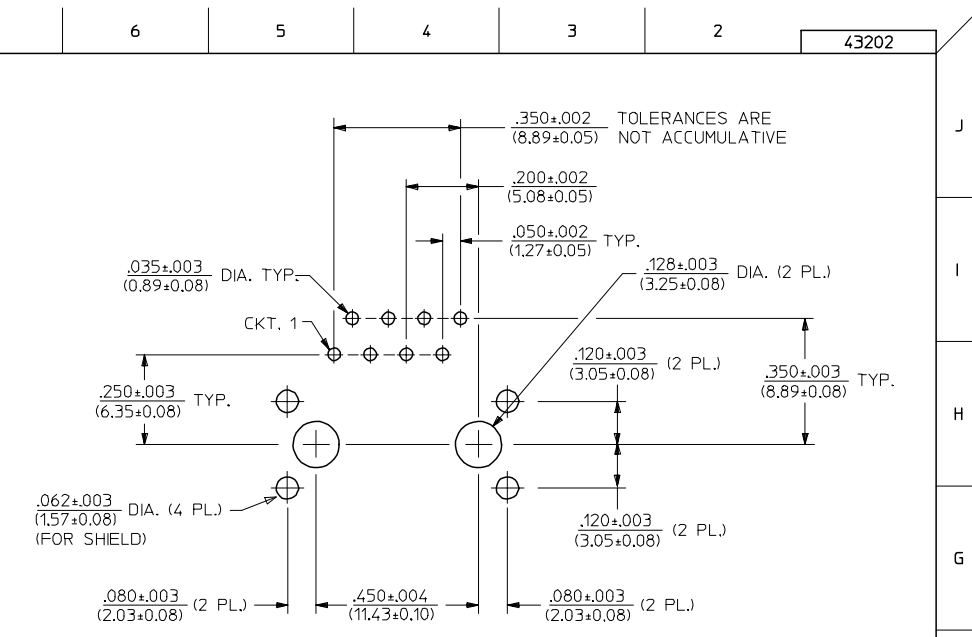 6 5 4 3 2
43202
J
.350±.002 TOLERANCES ARE
(8.89±0.05) NOT ACCUMULATIVE
.200±.002
(5.08±0.05)
I
.050±.002 TYP.
(1.27±0.05)
.035±.003 DIA. TYP.
(0.89±0.08)
.128±.003 DIA. (2 PL.)
(3.25±0.08)
CKT. 1
.120±.003 (2 PL.)
(3.05±0.08)
.350±.003 TYP.
(8.89±0.08)
.250±.003 TYP.
(6.35±0.08)
H
.062±.003 DIA. (4 PL.)
(1.57±0.08)
(FOR SHIELD)
.120±.003 (2 PL.)
(3.05±0.08)
G
.080±.003 (2 PL.)
(2.03±0.08)
.450±.004
(11.43±0.10)
.080±.003 (2 PL.)
(2.03±0.08)